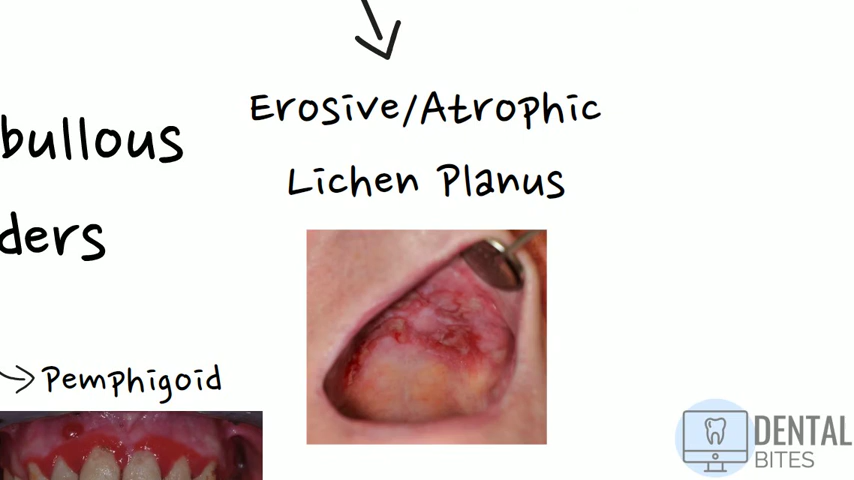 Erosive/Atrophic
Lichen Planus
bullous
ders
Pemphigoid
DENTAL
BITES